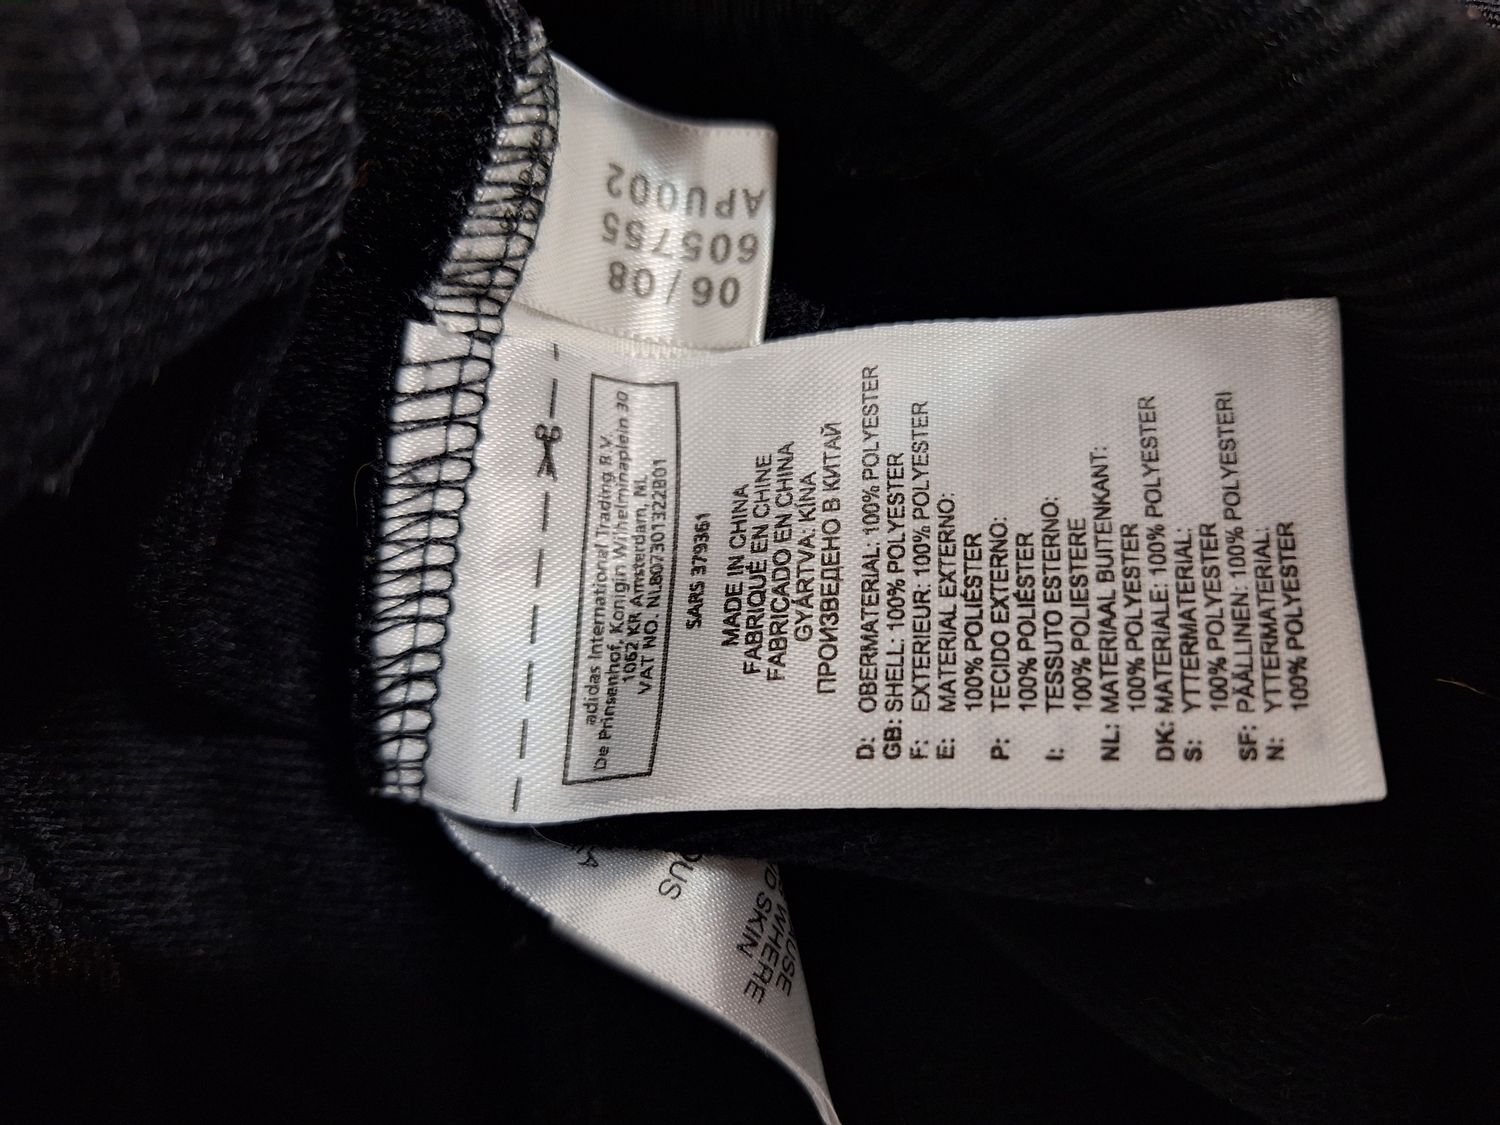 06/08
605755
APU002
adidas International Trading B.V.
De Prinsenhof, Konigin Wilhelminaplein 30
1062 KR Amsterdam, NL
VAT NO. NL807301322B01
SARS 379361
MADE IN CHINA
FABRIQUÉ EN CHINE
FABRICADO EN CHINA
GYÁRTVA: KÍNA
ПРОИЗВЕДЕНО В КИТАЙ
D: OBERMATERIAL: 100% POLYESTER
GB: SHELL: 100% POLYESTER
F: EXTERIEUR: 100% POLYESTER
E: MATERIAL EXTERNO:
100% POLIÉSTER
P: TECIDO EXTERNO:
100% POLIÉSTER
I: TESSUTO ESTERNO:
100% POLIESTERE
NL: MATERIAAL BUITENKANT:
100% POLYESTER
DK: MATERIALE: 100% POLYESTER
S: YTTERMATERIAL:
100% POLYESTER
SF: PÄÄLLINEN: 100% POLYESTERI
N: YTTERMATERIAL:
100% POLYESTER
WHERE
SKIN